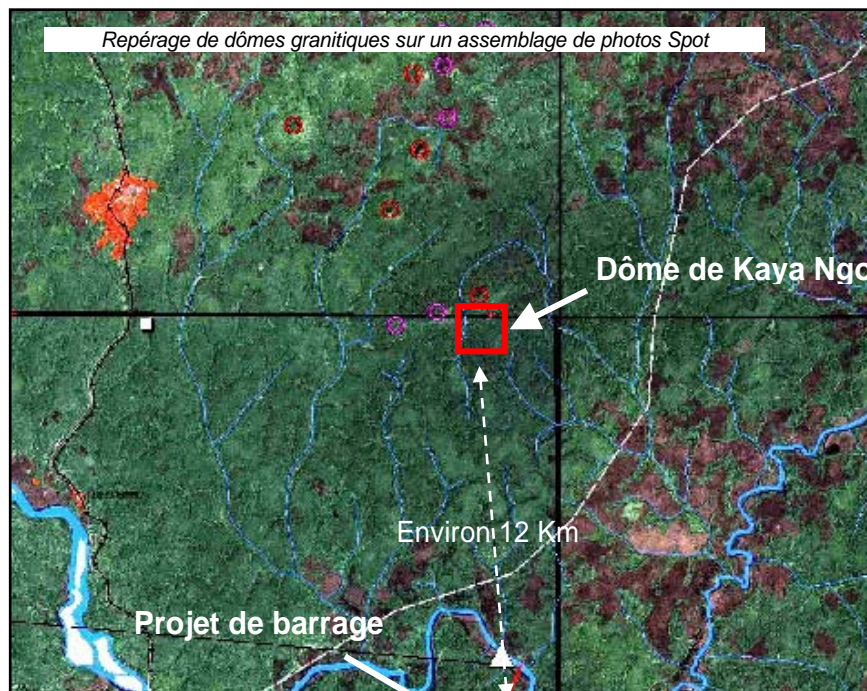 Repérage de dômes granitiques sur un assemblage de photos Spot
Dôme de Kaya Ngo
Environ 12 Km
Projet de barrage